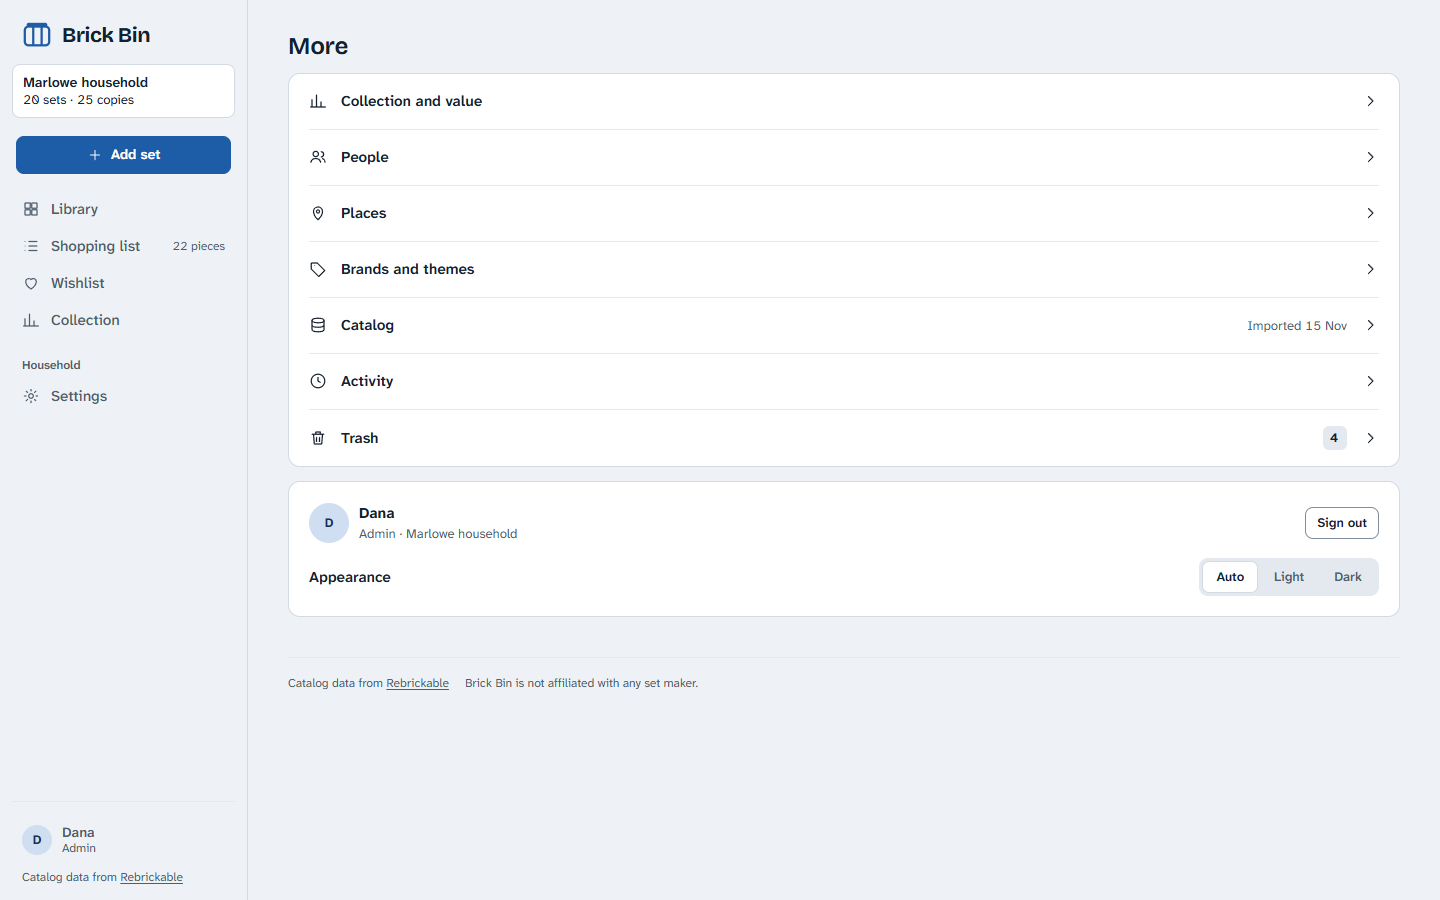 Brick Bin
Marlowe household
20 sets · 25 copies
Add set
Library
Shopping list 22 pieces
Wishlist
Collection
Household
Settings
D
Dana
Admin
Catalog data from Rebrickable
More
Collection and value
People
Places
Brands and themes
Catalog Imported 15 Nov
Activity
Trash 4
D
Dana
Admin · Marlowe household
Sign out
Appearance Auto Light Dark
Catalog data from Rebrickable Brick Bin is not affiliated with any set maker.